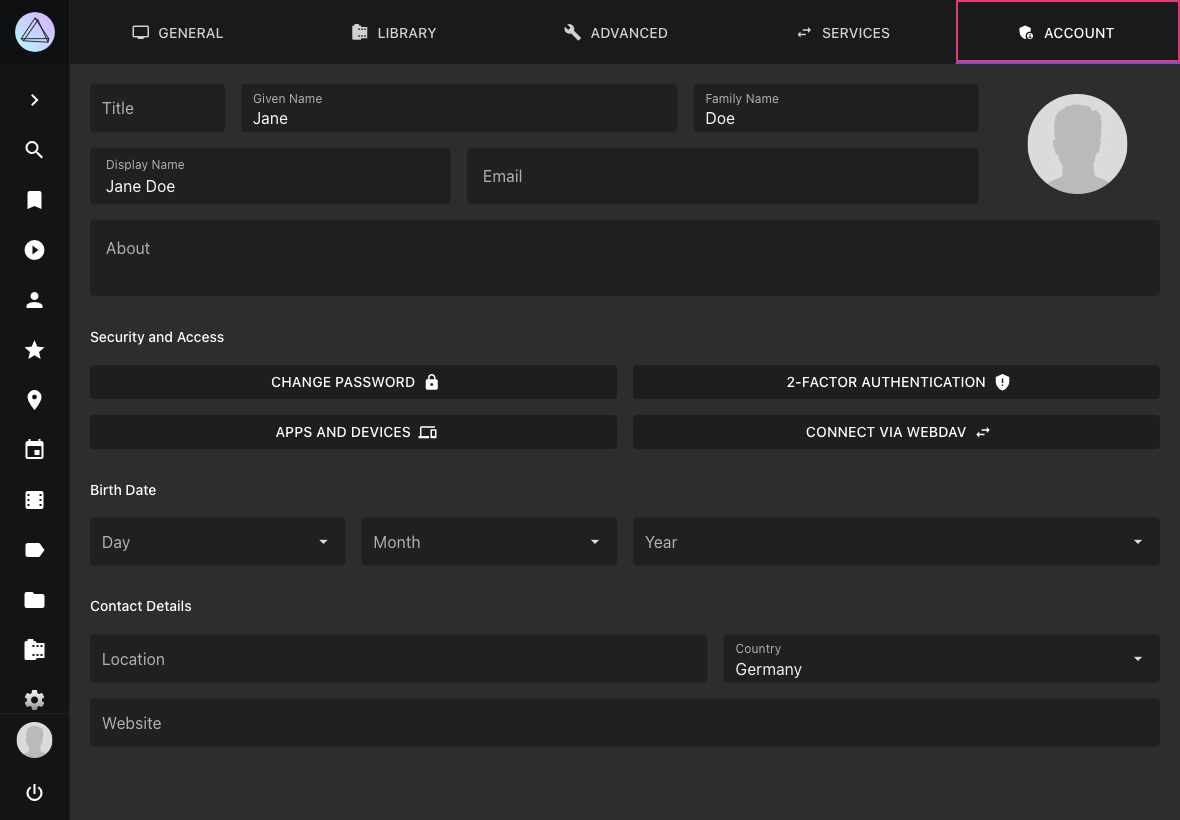 GENERAL
LIBRARY
ADVANCED
SERVICES
ACCOUNT
Title
Given Name
Jane
Family Name
Doe
Display Name
Jane Doe
Email
About
Security and Access
CHANGE PASSWORD
2-FACTOR AUTHENTICATION
APPS AND DEVICES
CONNECT VIA WEBDAV
Birth Date
Day
Month
Year
Contact Details
Location
Country
Germany
Website